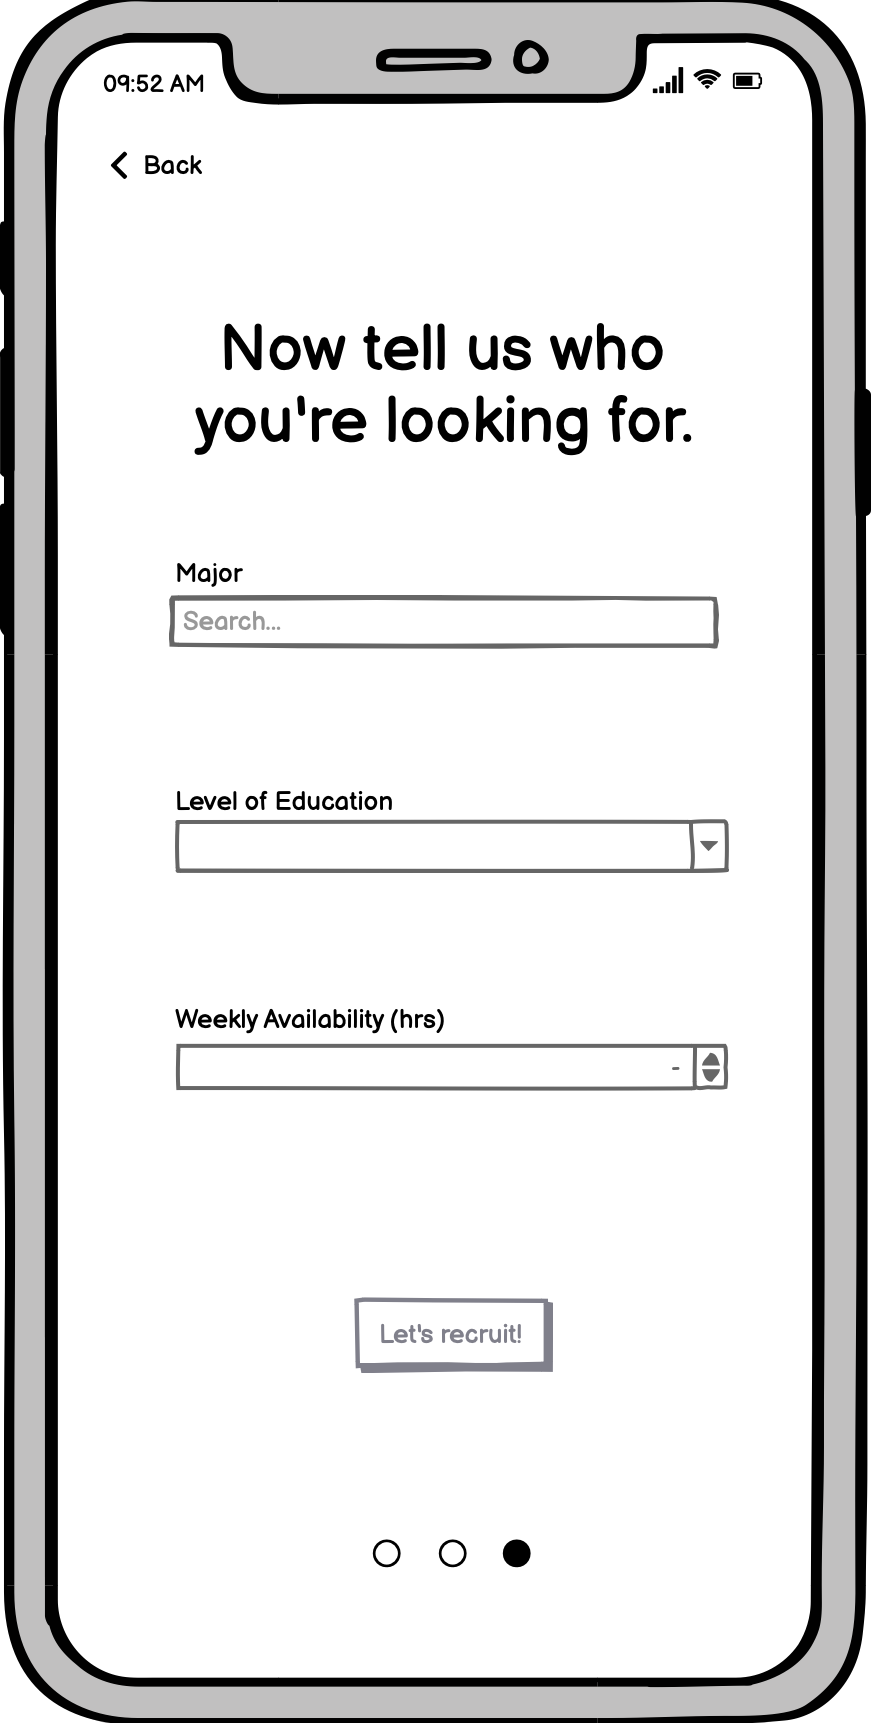 09:52 AM
Back
Now tell us who
you're looking for.
Major
Search...
Level of Education
Weekly Availability (hrs)
-
Let's recruit!